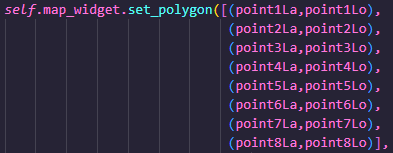 self.map_widget.set_polygon([(point1La,point1Lo),
(point2La,point2Lo),
(point3La,point3Lo),
(point4La,point4Lo),
(point5La,point5Lo),
(point6La,point6Lo),
(point7La,point7Lo),
(point8La,point8Lo)],